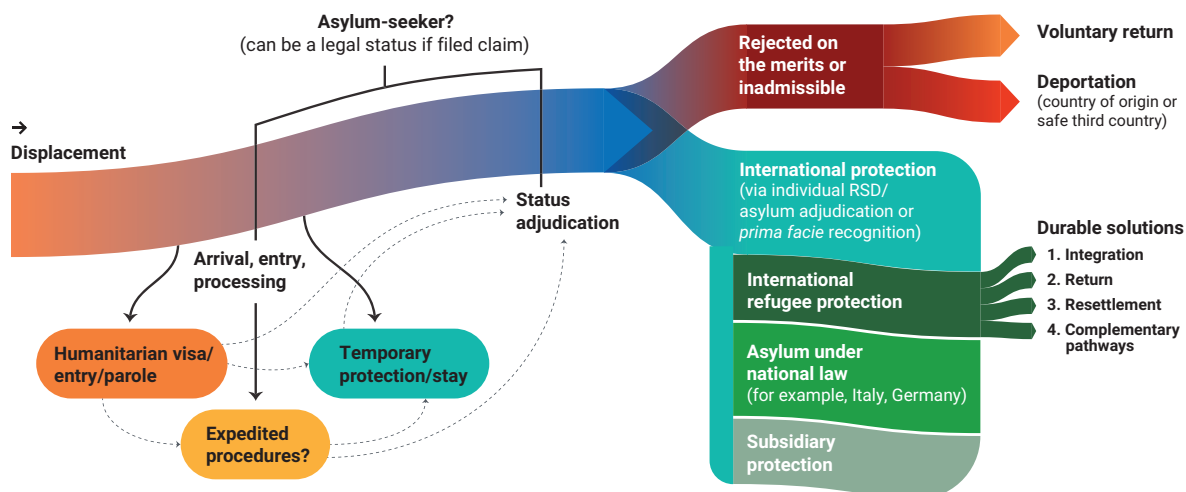 Asylum-seeker?
(can be a legal status if filed claim)
→
Displacement
Arrival, entry,
processing
Status
adjudication
Humanitarian visa/
entry/parole
Temporary
protection/stay
Expedited
procedures?
Rejected on
the merits or
inadmissible
Voluntary return
Deportation
(country of origin or
safe third country)
International protection
(via individual RSD/
asylum adjudication or
prima facie recognition)
International
refugee protection
Asylum under
national law
(for example, Italy, Germany)
Subsidiary
protection
Durable solutions
1. Integration
2. Return
3. Resettlement
4. Complementary
pathways